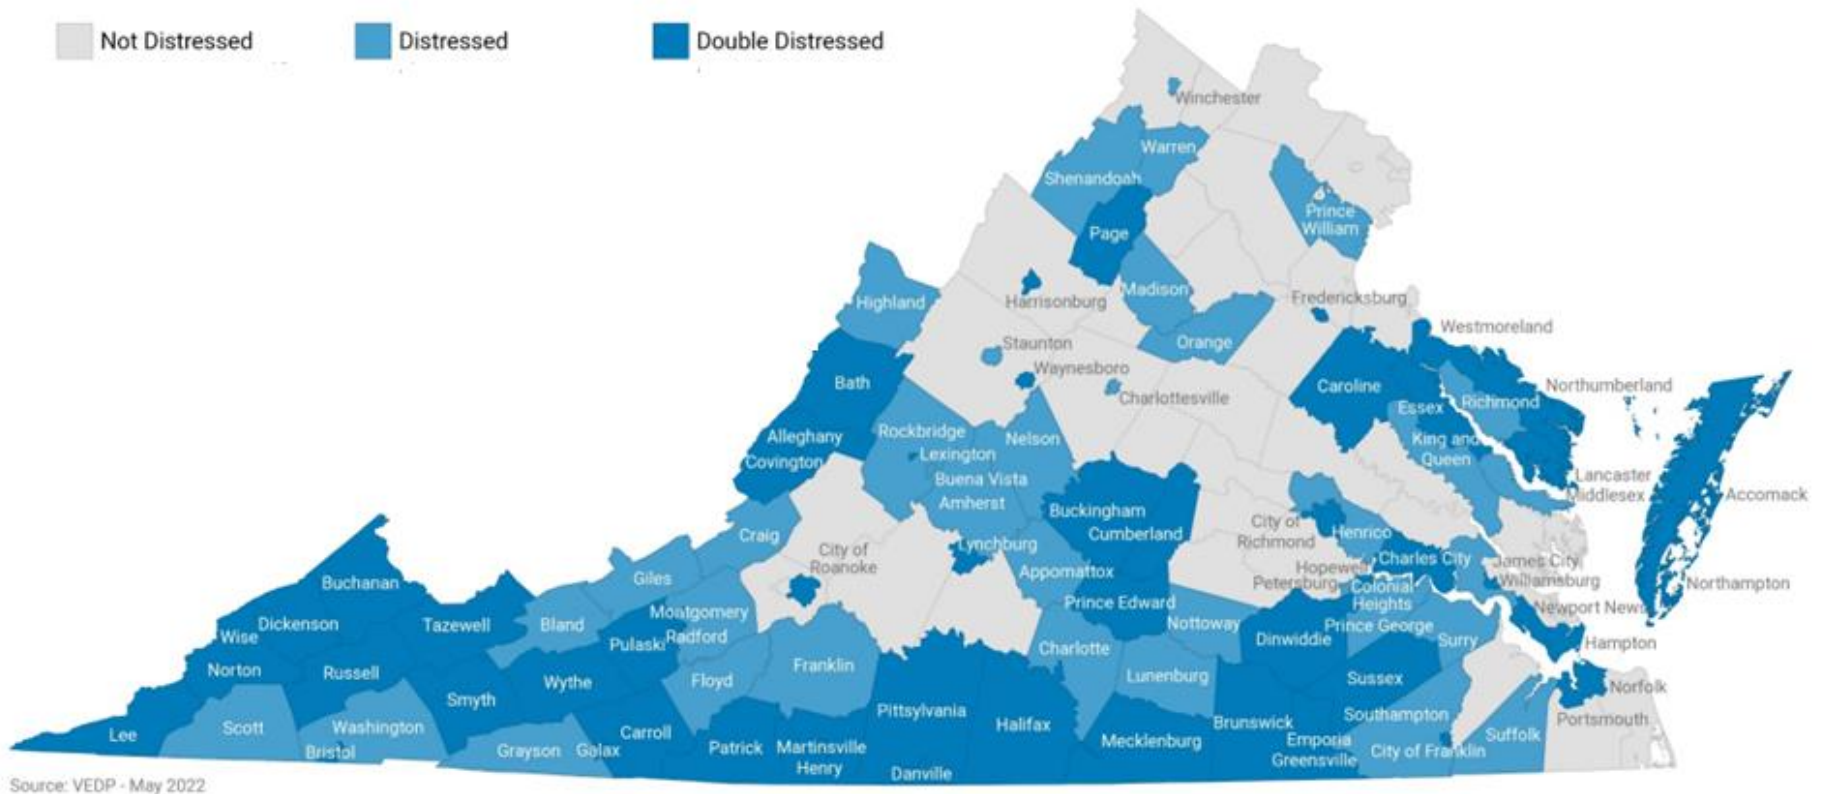 Not Distressed
Distressed
Double Distressed
Winchester
Warren
Shenandoah
Prince
William
Page
Madison
Highland
Harrisonburg
Fredericksburg
Westmoreland
Staunton
Orange
Waynesboro
Bath
Caroline
Northumberland
Charlottesville
Essex
Richmond
Alleghany
Rockbridge
Nelson
King and
Queen
Covington
Lexington
Lancaster
Buena Vista
Middlesex
Accomack
Amherst
Buckingham
Cumberland
City of
Richmond
Henrico
Craig
Lynchburg
City of
Roanoke
Charles City
James City
Hopewell
Appomattox
Buchanan
Giles
Petersburg
Colonial
Heights
Williamsburg
Northampton
Prince Edward
Montgomery
Newport News
Dickenson
Tazewell
Bland
Nottoway
Prince George
Wise
Pulaski
Radford
Dinwiddie
Surry
Hampton
Charlotte
Norton
Russell
Franklin
Wythe
Floyd
Lunenburg
Sussex
Norfolk
Smyth
Pittsylvania
Southampton
Portsmouth
Scott
Washington
Halifax
Brunswick
Lee
Carroll
Suffolk
Bristol
Grayson
Galax
Patrick
Martinsville
Henry
Mecklenburg
Emporia
Greensville
City of Franklin
Danville
Source: VEDP - May 2022